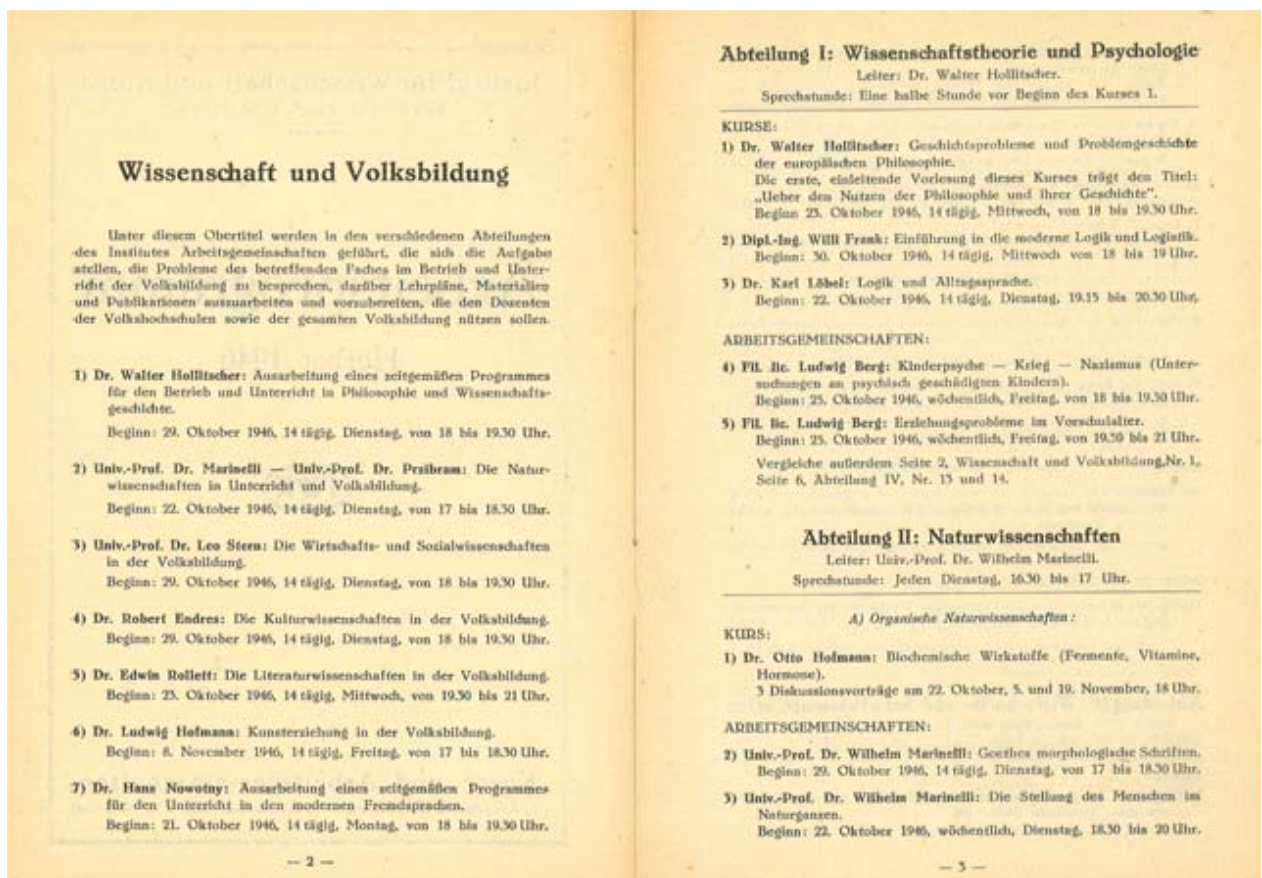 Wissenschaft und Volksbildung
Unter diesem Obertitel werden in den verschiedenen Abteilungen
des Institutes Arbeitsgemeinschaften geführt, die sich die Aufgabe
stellen, die Probleme des betreffenden Faches im Betrieb und Unter-
richt der Volksbildung zu besprechen, darüber Lehrpläne, Materialien
und Publikationen auszuarbeiten und vorzubereiten, die den Dozenten
der Volkshochschulen sowie der gesamten Volksbildung nützen sollen.
1) Dr. Walter Hollitscher: Ausarbeitung eines zeitgemäßen Programmes
für den Betrieb und Unterricht in Philosophie und Wissenschafts-
geschichte.
Beginn: 29. Oktober 1946, 14 tägig, Dienstag, von 18 bis 19.30 Uhr.
2) Univ.-Prof. Dr. Marinelli — Univ.-Prof. Dr. Przibram: Die Natur-
wissenschaften in Unterricht und Volksbildung.
Beginn: 22. Oktober 1946, 14 tägig, Dienstag, von 17 bis 18.30 Uhr.
3) Univ.-Prof. Dr. Leo Stern: Die Wirtschafts- und Sozialwissenschaften
in der Volksbildung.
Beginn: 29. Oktober 1946, 14 tägig, Dienstag, von 18 bis 19.30 Uhr.
4) Dr. Robert Endres: Die Kulturwissenschaften in der Volksbildung.
Beginn: 29. Oktober 1946, 14 tägig, Dienstag, von 18 bis 19.30 Uhr.
5) Dr. Edwin Rollett: Die Literaturwissenschaften in der Volksbildung.
Beginn: 23. Oktober 1946, 14 tägig, Mittwoch, von 19.30 bis 21 Uhr.
6) Dr. Ludwig Hofmann: Kunsterziehung in der Volksbildung.
Beginn: 8. November 1946, 14 tägig, Freitag, von 17 bis 18.30 Uhr.
7) Dr. Hans Nowotny: Ausarbeitung eines zeitgemäßen Programmes
für den Unterricht in den modernen Fremdsprachen.
Beginn: 21. Oktober 1946, 14 tägig, Montag, von 18 bis 19.30 Uhr.
— 2 —
Abteilung I: Wissenschaftstheorie und Psychologie
Leiter: Dr. Walter Hollitscher.
Sprechstunde: Eine halbe Stunde vor Beginn des Kurses 1.
KURSE:
1) Dr. Walter Hollitscher: Geschichtsprobleme und Problemgeschichte
der europäischen Philosophie.
Die erste, einleitende Vorlesung dieses Kurses trägt den Titel:
„Ueber den Nutzen der Philosophie und ihrer Geschichte".
Beginn 23. Oktober 1946, 14 tägig, Mittwoch, von 18 bis 19.30 Uhr.
2) Dipl.-Ing. Willi Frank: Einführung in die moderne Logik und Logistik.
Beginn: 30. Oktober 1946, 14 tägig, Mittwoch von 18 bis 19 Uhr.
3) Dr. Karl Löbel: Logik und Alltagssprache.
Beginn: 22. Oktober 1946, 14 tägig, Dienstag, 19.15 bis 20.30 Uhr.
ARBEITSGEMEINSCHAFTEN:
4) Fil. lic. Ludwig Berg: Kinderpsyche — Krieg — Nazismus (Unter-
suchungen an psychisch geschädigten Kindern).
Beginn: 25. Oktober 1946, wöchentlich, Freitag, von 18 bis 19.30 Uhr.
5) Fil. lic. Ludwig Berg: Erziehungsprobleme im Vorschulalter.
Beginn: 25. Oktober 1946, wöchentlich, Freitag, von 19.30 bis 21 Uhr.
Vergleiche außerdem Seite 2, Wissenschaft und Volksbildung, Nr. 1,
Seite 6, Abteilung IV, Nr. 13 und 14.
Abteilung II: Naturwissenschaften
Leiter: Univ.-Prof. Dr. Wilhelm Marinelli.
Sprechstunde: Jeden Dienstag, 16.30 bis 17 Uhr.
A) Organische Naturwissenschaften:
KURS:
1) Dr. Otto Hofmann: Biochemische Wirkstoffe (Fermente, Vitamine,
Hormone).
3 Diskussionsvorträge am 22. Oktober, 5. und 19. November, 18 Uhr.
ARBEITSGEMEINSCHAFTEN:
2) Univ.-Prof. Dr. Wilhelm Marinelli: Goethes morphologische Schriften.
Beginn: 29. Oktober 1946, 14 tägig, Dienstag, von 17 bis 18.30 Uhr.
3) Univ.-Prof. Dr. Wilhelm Marinelli: Die Stellung des Menschen im
Naturganzen.
Beginn: 22. Oktober 1946, wöchentlich, Dienstag, 18.30 bis 20 Uhr.
— 3 —